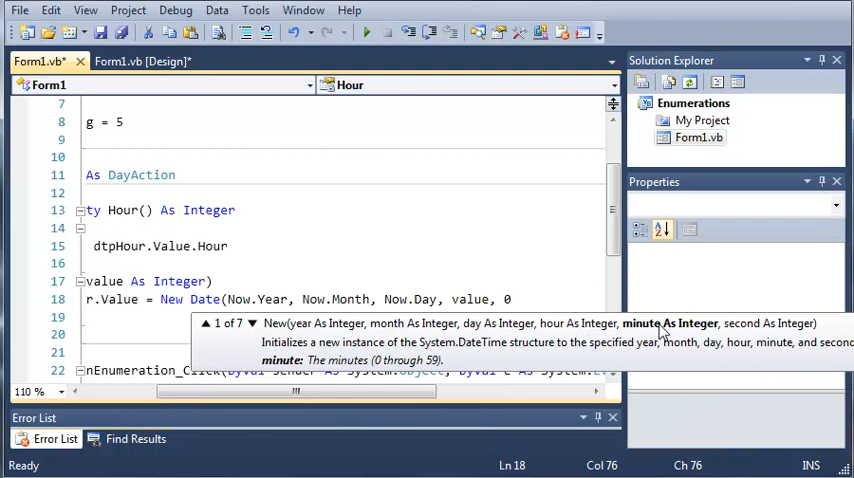 File Edit View Project Debug Data Tools Window Help
Form1.vb* Form1.vb [Design]*
Form1 Hour
7
8 g = 5
9
10
11 As DayAction
12
13 ty Hour() As Integer
14
15 dtpHour.Value.Hour
16
17 value As Integer)
18 r.Value = New Date(Now.Year, Now.Month, Now.Day, value, 0
19
1 of 7 New(year As Integer, month As Integer, day As Integer, hour As Integer, minute As Integer, second As Integer)
20
Initializes a new instance of the System.DateTime structure to the specified year, month, day, hour, minute, and second
21
minute: The minutes (0 through 59).
22 nEnumeration_Click(ByVal sender As System.Object, ByVal e As System.E
110 %
Error List
Error List Find Results
Ready Ln 18 Col 76 Ch 76 INS
Solution Explorer
Enumerations
My Project
Form1.vb
Properties